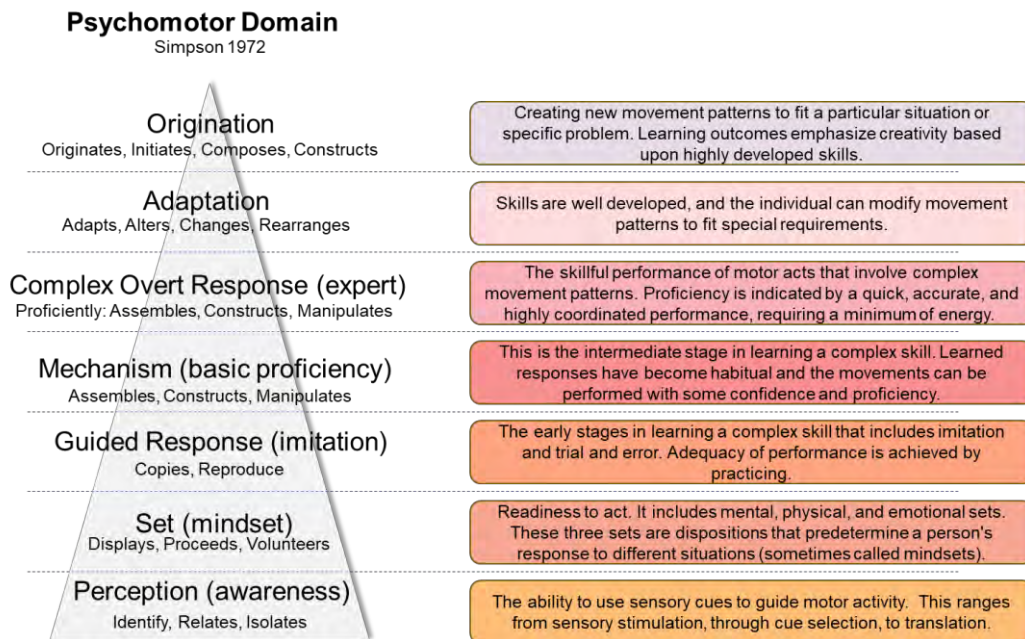 Psychomotor Domain
Simpson 1972
Origination
Originates, Initiates, Composes, Constructs
Creating new movement patterns to fit a particular situation or
specific problem. Learning outcomes emphasize creativity based
upon highly developed skills.
Adaptation
Adapts, Alters, Changes, Rearranges
Skills are well developed, and the individual can modify movement
patterns to fit special requirements.
Complex Overt Response (expert)
Proficiently: Assembles, Constructs, Manipulates
The skillful performance of motor acts that involve complex
movement patterns. Proficiency is indicated by a quick, accurate, and
highly coordinated performance, requiring a minimum of energy.
Mechanism (basic proficiency)
Assembles, Constructs, Manipulates
This is the intermediate stage in learning a complex skill. Learned
responses have become habitual and the movements can be
performed with some confidence and proficiency.
Guided Response (imitation)
Copies, Reproduce
The early stages in learning a complex skill that includes imitation
and trial and error. Adequacy of performance is achieved by
practicing.
Set (mindset)
Displays, Proceeds, Volunteers
Readiness to act. It includes mental, physical, and emotional sets.
These three sets are dispositions that predetermine a person's
response to different situations (sometimes called mindsets).
Perception (awareness)
Identify, Relates, Isolates
The ability to use sensory cues to guide motor activity. This ranges
from sensory stimulation, through cue selection, to translation.